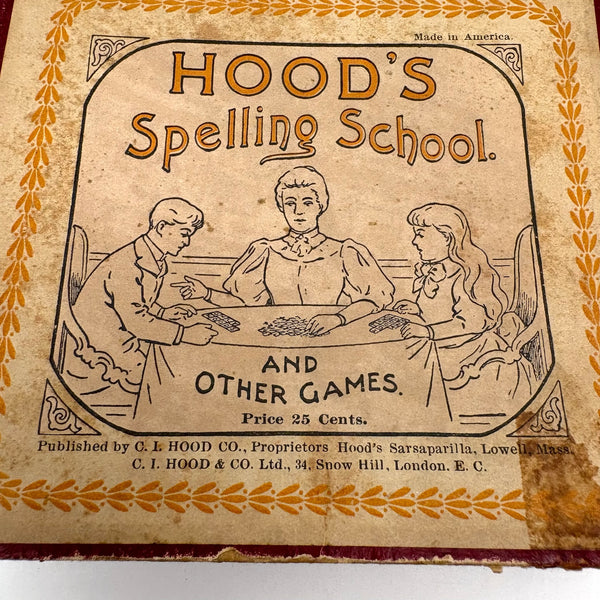 Made in America.
HOOD'S
Spelling School.
AND
OTHER GAMES.
Price 25 Cents.
Published by C. I. HOOD CO., Proprietors Hood's Sarsaparilla, Lowell, Mass.
C. I. HOOD & CO. Ltd., 34, Snow Hill, London, E. C.